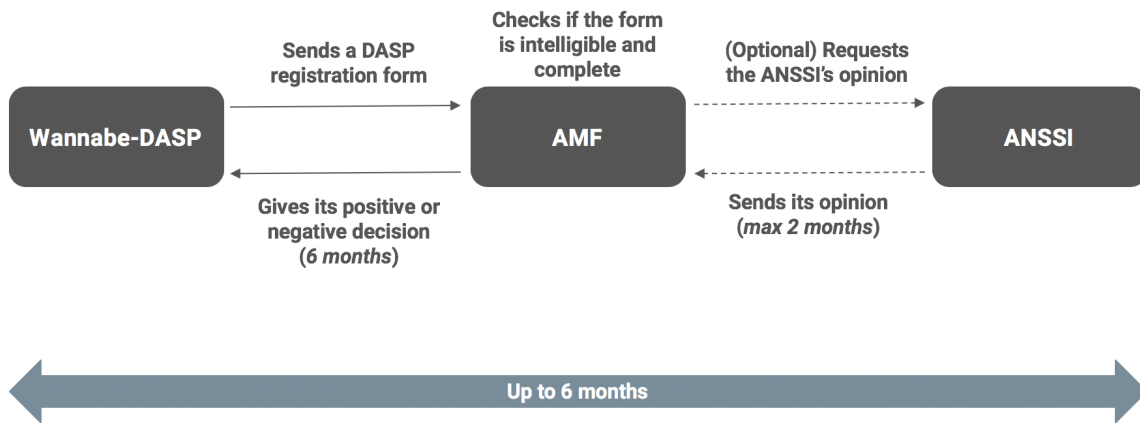 Sends a DASP
registration form
Checks if the form
is intelligible and
complete
(Optional) Requests
the ANSSI's opinion
Wannabe-DASP
AMF
ANSSI
Gives its positive or
negative decision
(6 months)
Sends its opinion
(max 2 months)
Up to 6 months